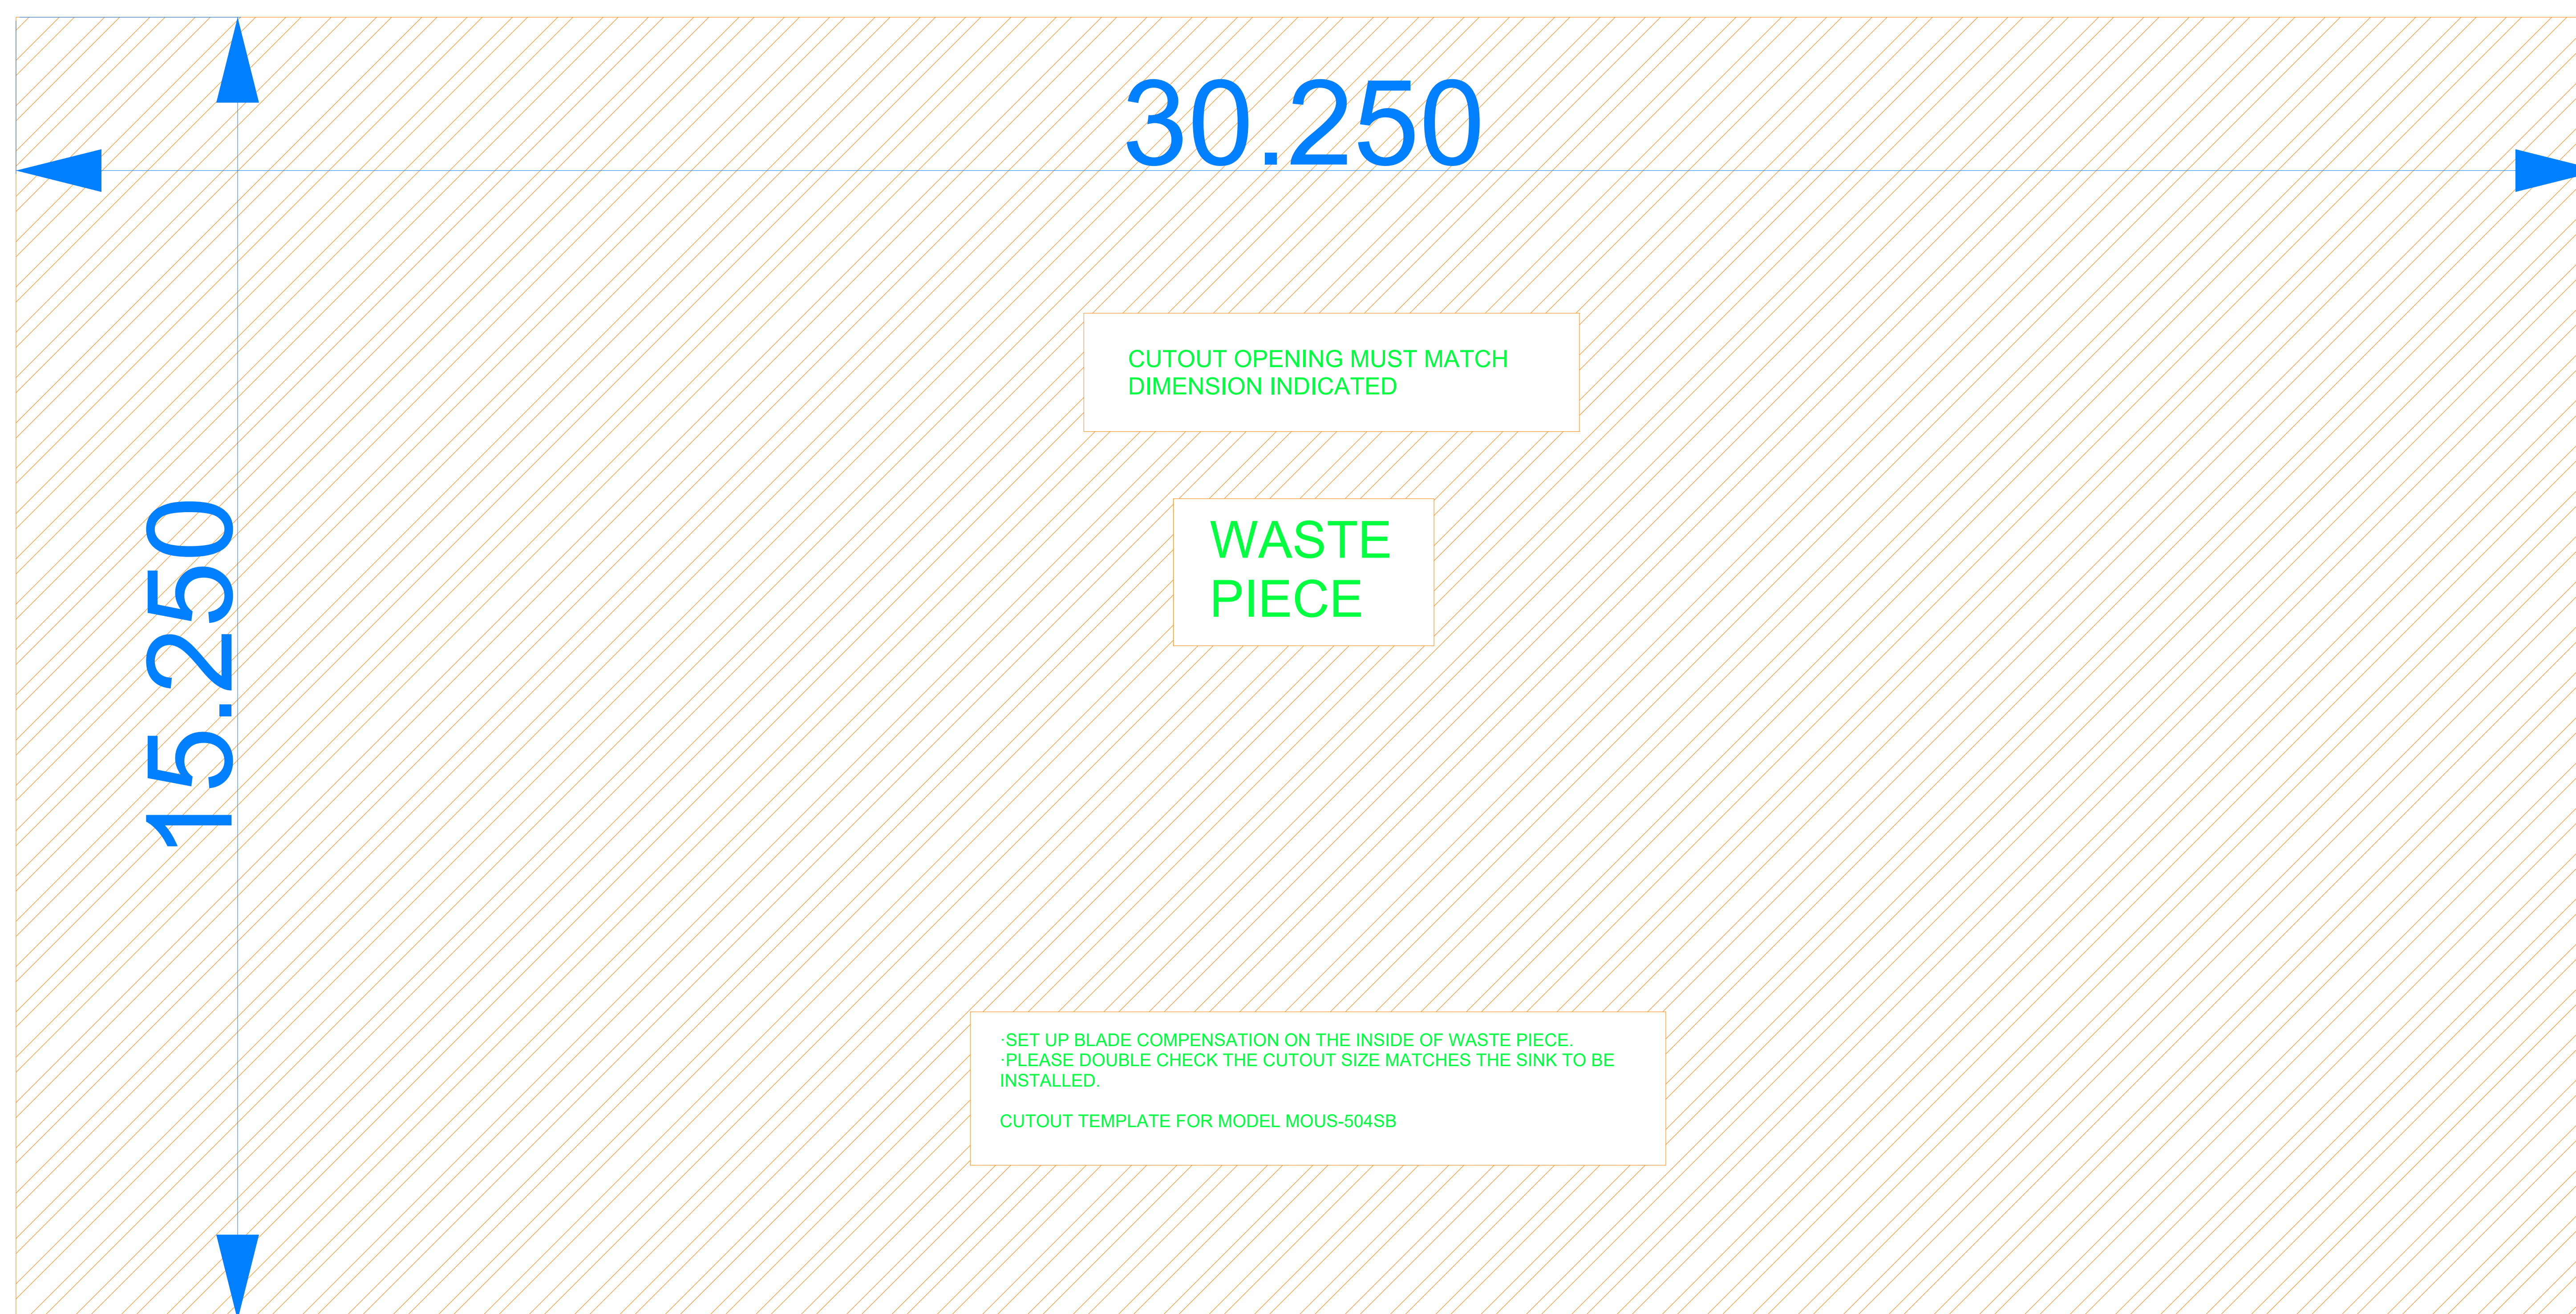 30.250
CUTOUT OPENING MUST MATCH
DIMENSION INDICATED
WASTE
PIECE
15.250
·SET UP BLADE COMPENSATION ON THE INSIDE OF WASTE PIECE.
·PLEASE DOUBLE CHECK THE CUTOUT SIZE MATCHES THE SINK TO BE
INSTALLED.
CUTOUT TEMPLATE FOR MODEL MOUS-504SB